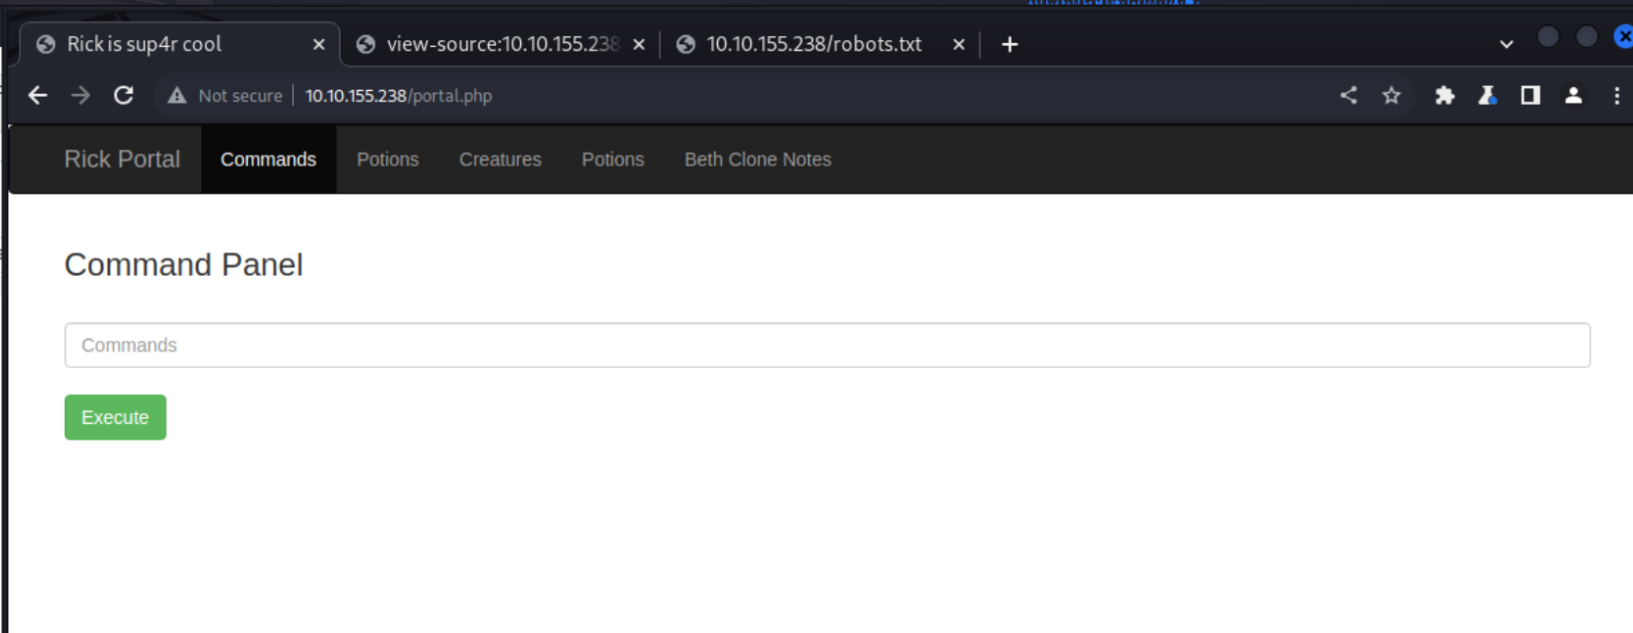 Rick is sup4r cool view-source:10.10.155.238 10.10.155.238/robots.txt
Not secure 10.10.155.238/portal.php
Rick Portal Commands Potions Creatures Potions Beth Clone Notes
Command Panel
Commands
Execute